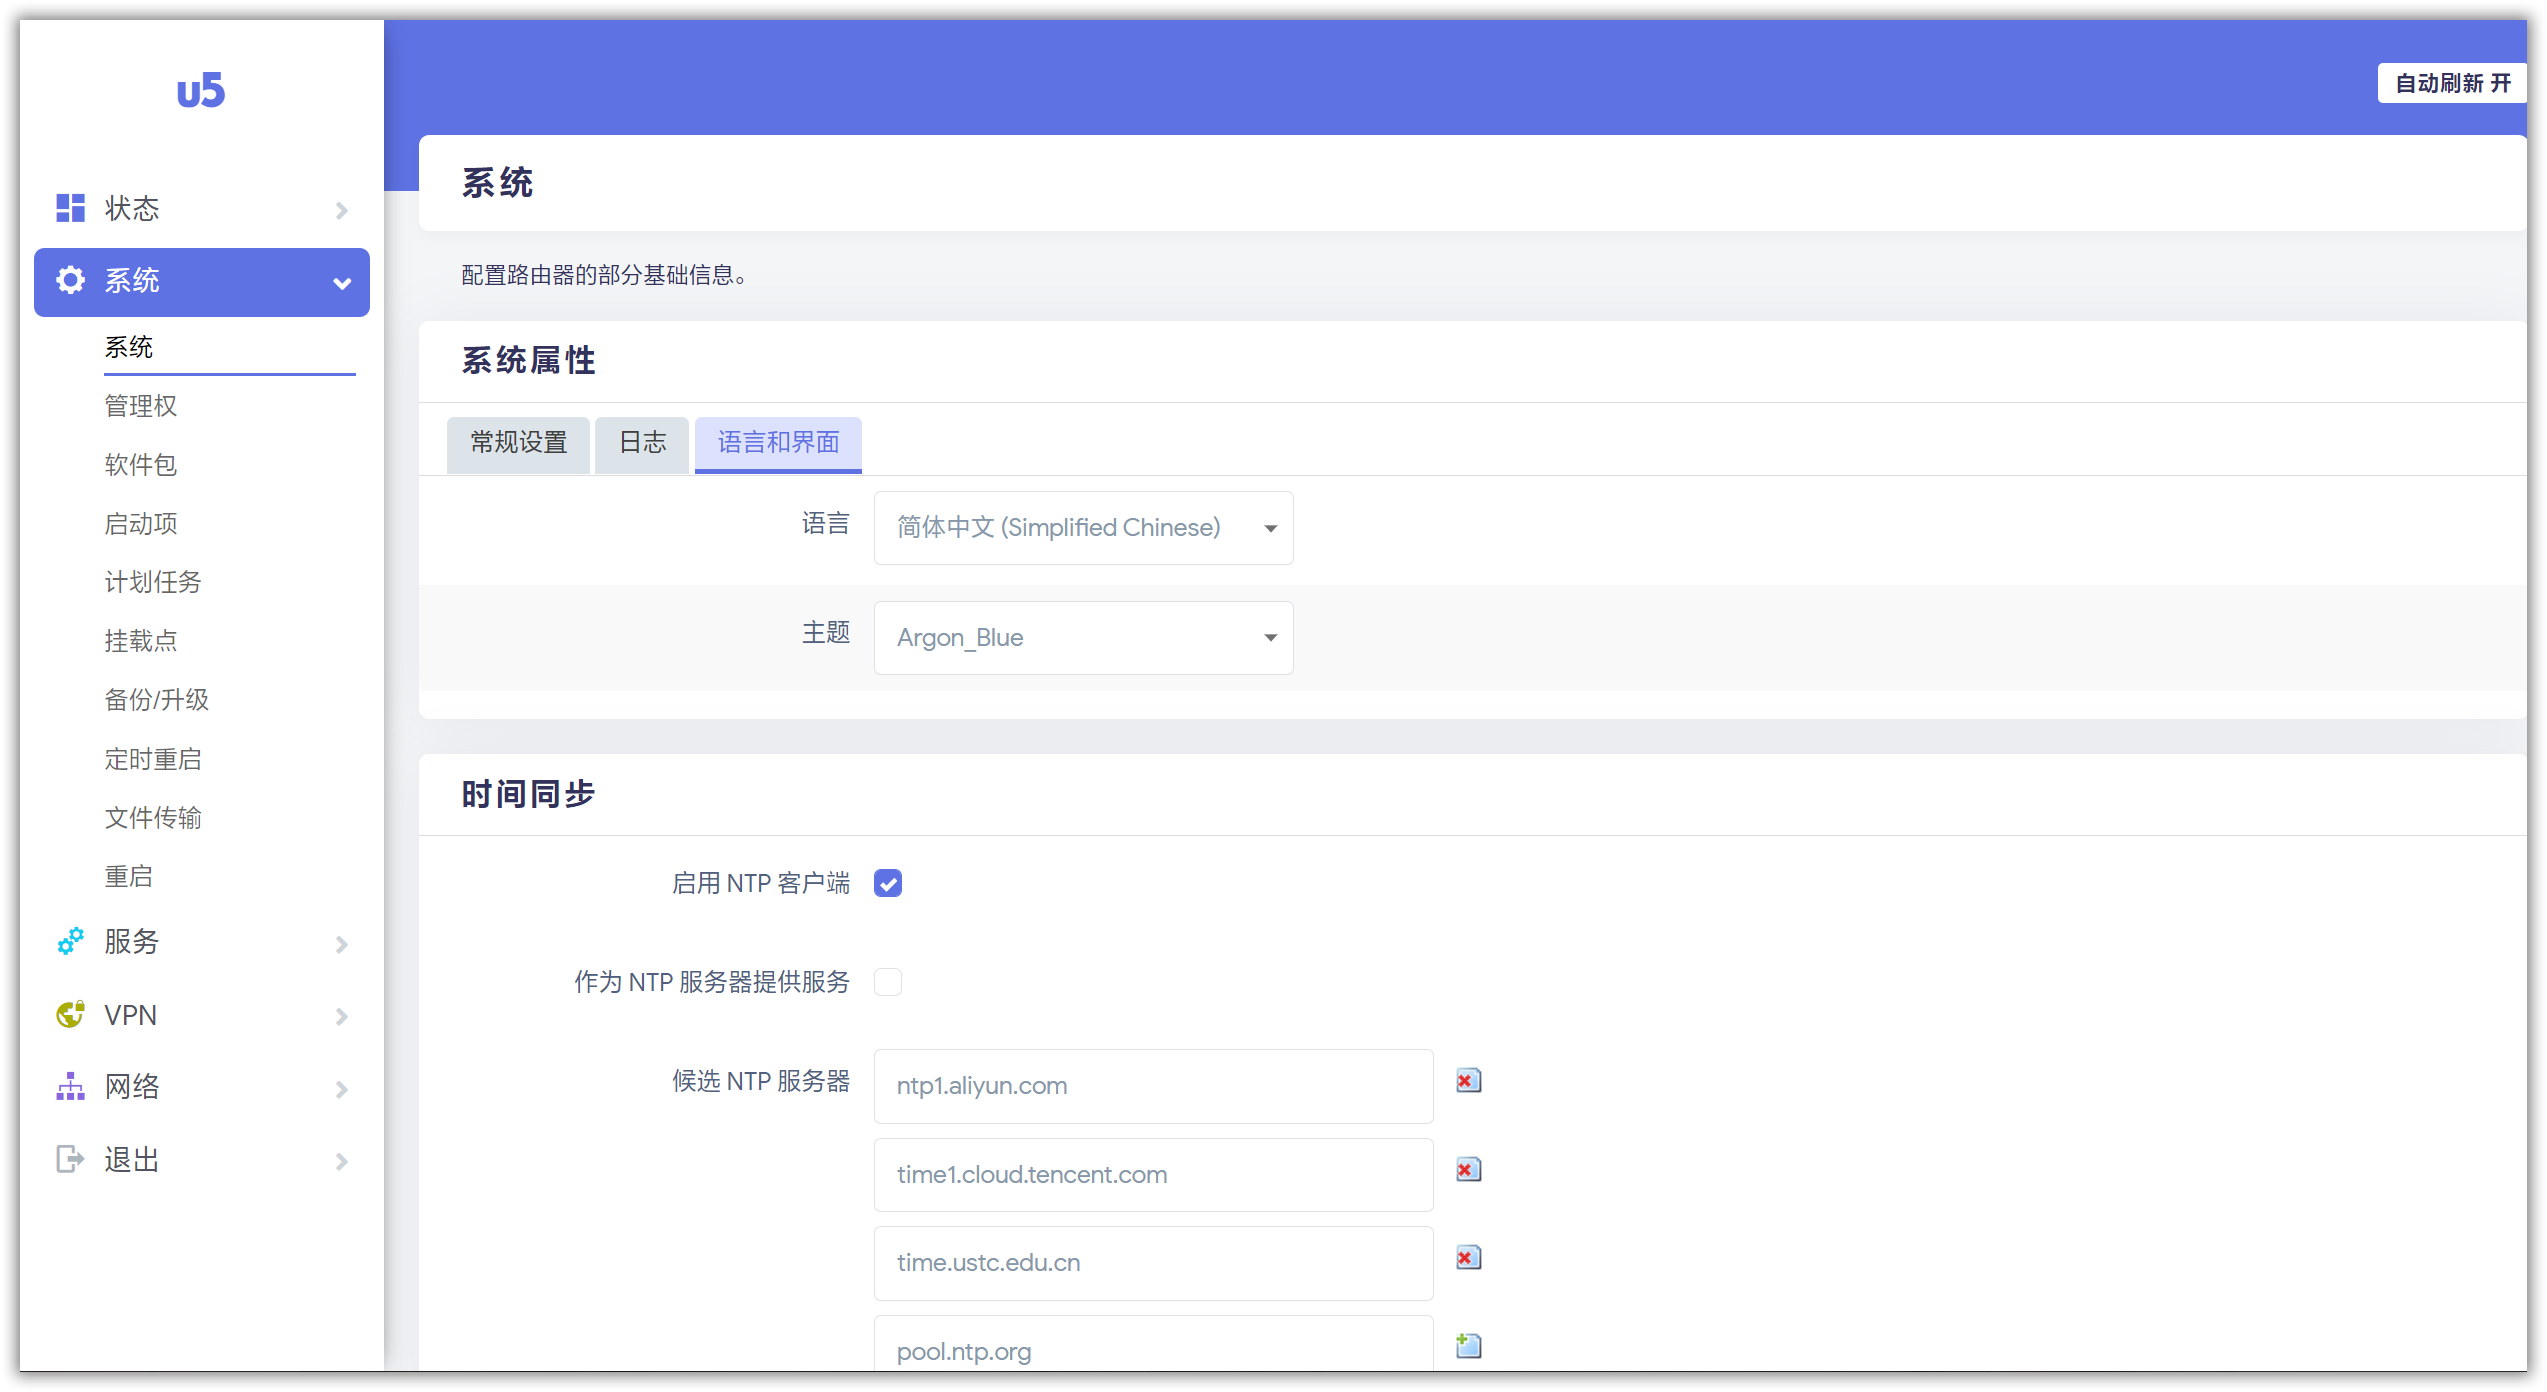 u5
状态
系统
系统
管理权
软件包
启动项
计划任务
挂载点
备份/升级
定时重启
文件传输
重启
服务
VPN
网络
退出
自动刷新 开
系统
配置路由器的部分基础信息。
系统属性
常规设置 日志 语言和界面
语言 简体中文 (Simplified Chinese)
主题 Argon_Blue
时间同步
启用 NTP 客户端
作为 NTP 服务器提供服务
候选 NTP 服务器 ntp1.aliyun.com
time1.cloud.tencent.com
time.ustc.edu.cn
pool.ntp.org